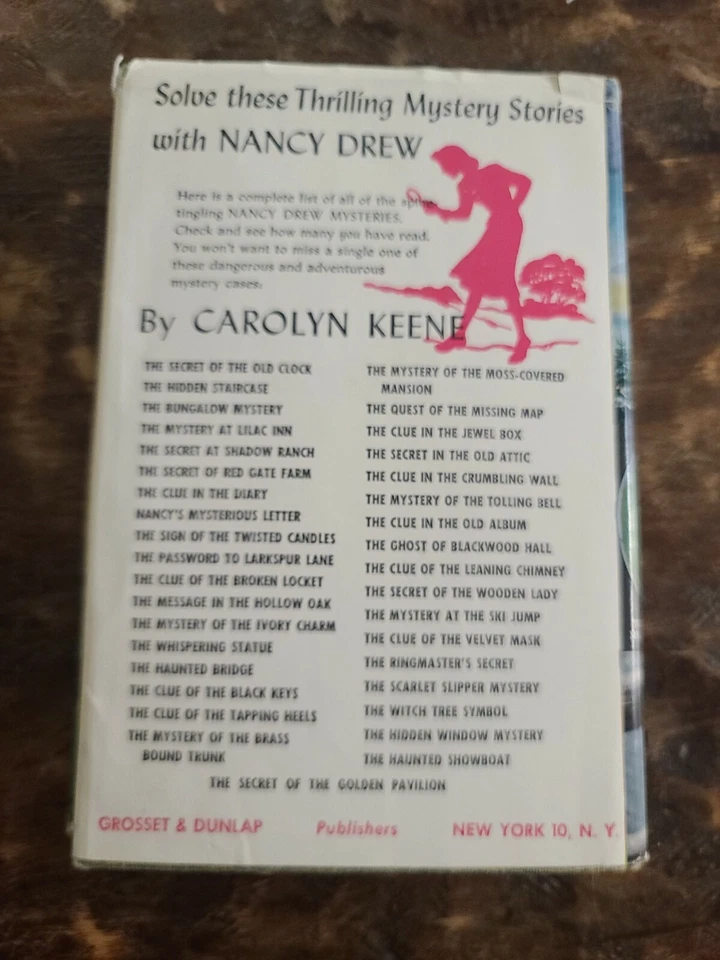 Solve these Thrilling Mystery Stories
with NANCY DREW
Here is a complete list of all of the spine-
tingling NANCY DREW MYSTERIES.
Check and see how many you have read.
You won't want to miss a single one of
these dangerous and adventurous
mystery cases:
By CAROLYN KEENE
THE SECRET OF THE OLD CLOCK
THE HIDDEN STAIRCASE
THE BUNGALOW MYSTERY
THE MYSTERY AT LILAC INN
THE SECRET AT SHADOW RANCH
THE SECRET OF RED GATE FARM
THE CLUE IN THE DIARY
NANCY'S MYSTERIOUS LETTER
THE SIGN OF THE TWISTED CANDLES
THE PASSWORD TO LARKSPUR LANE
THE CLUE OF THE BROKEN LOCKET
THE MESSAGE IN THE HOLLOW OAK
THE MYSTERY OF THE IVORY CHARM
THE WHISPERING STATUE
THE HAUNTED BRIDGE
THE CLUE OF THE BLACK KEYS
THE CLUE OF THE TAPPING HEELS
THE MYSTERY OF THE BRASS
BOUND TRUNK
THE MYSTERY OF THE MOSS-COVERED
MANSION
THE QUEST OF THE MISSING MAP
THE CLUE IN THE JEWEL BOX
THE SECRET IN THE OLD ATTIC
THE CLUE IN THE CRUMBLING WALL
THE MYSTERY OF THE TOLLING BELL
THE CLUE IN THE OLD ALBUM
THE GHOST OF BLACKWOOD HALL
THE CLUE OF THE LEANING CHIMNEY
THE SECRET OF THE WOODEN LADY
THE MYSTERY AT THE SKI JUMP
THE CLUE OF THE VELVET MASK
THE RINGMASTER'S SECRET
THE SCARLET SLIPPER MYSTERY
THE WITCH TREE SYMBOL
THE HIDDEN WINDOW MYSTERY
THE HAUNTED SHOWBOAT
THE SECRET OF THE GOLDEN PAVILION
GROSSET & DUNLAP Publishers NEW YORK 10, N. Y.